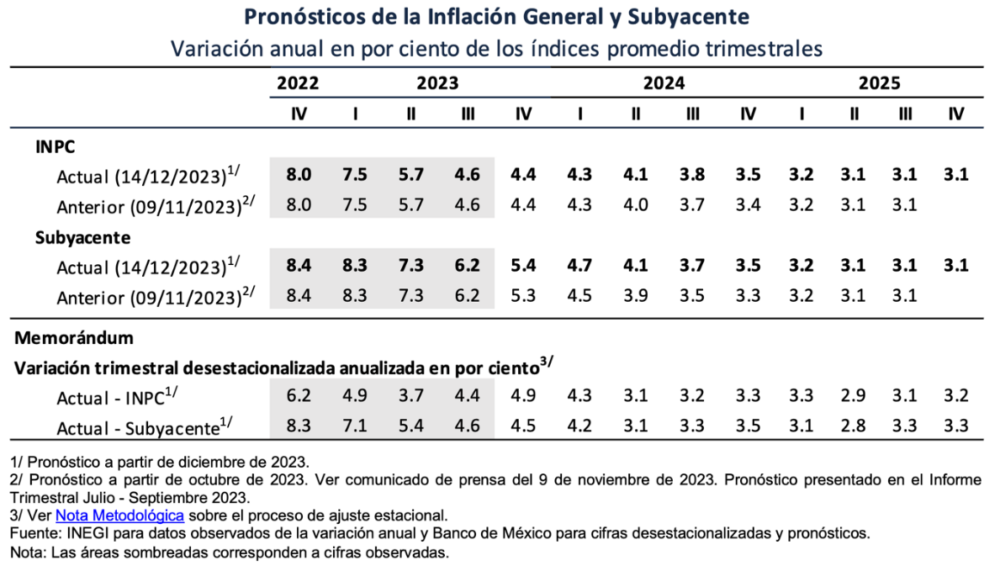 Pronósticos de la Inflación General y Subyacente
Variación anual en por ciento de los índices promedio trimestrales
2022 2023 2024 2025
IV I II III IV I II III IV I II III IV
INPC
Actual (14/12/2023)1/ 8.0 7.5 5.7 4.6 4.4 4.3 4.1 3.8 3.5 3.2 3.1 3.1 3.1
Anterior (09/11/2023)2/ 8.0 7.5 5.7 4.6 4.4 4.3 4.0 3.7 3.4 3.2 3.1 3.1
Subyacente
Actual (14/12/2023)1/ 8.4 8.3 7.3 6.2 5.4 4.7 4.1 3.7 3.5 3.2 3.1 3.1 3.1
Anterior (09/11/2023)2/ 8.4 8.3 7.3 6.2 5.3 4.5 3.9 3.5 3.3 3.2 3.1 3.1
Memorándum
Variación trimestral desestacionalizada anualizada en por ciento3/
Actual - INPC1/ 6.2 4.9 3.7 4.4 4.9 4.3 3.1 3.2 3.3 3.3 2.9 3.1 3.2
Actual - Subyacente1/ 8.3 7.1 5.4 4.6 4.5 4.2 3.1 3.3 3.5 3.1 2.8 3.3 3.3
1/ Pronóstico a partir de diciembre de 2023.
2/ Pronóstico a partir de octubre de 2023. Ver comunicado de prensa del 9 de noviembre de 2023. Pronóstico presentado en el Informe
Trimestral Julio - Septiembre 2023.
3/ Ver Nota Metodológica sobre el proceso de ajuste estacional.
Fuente: INEGI para datos observados de la variación anual y Banco de México para cifras desestacionalizadas y pronósticos.
Nota: Las áreas sombreadas corresponden a cifras observadas.